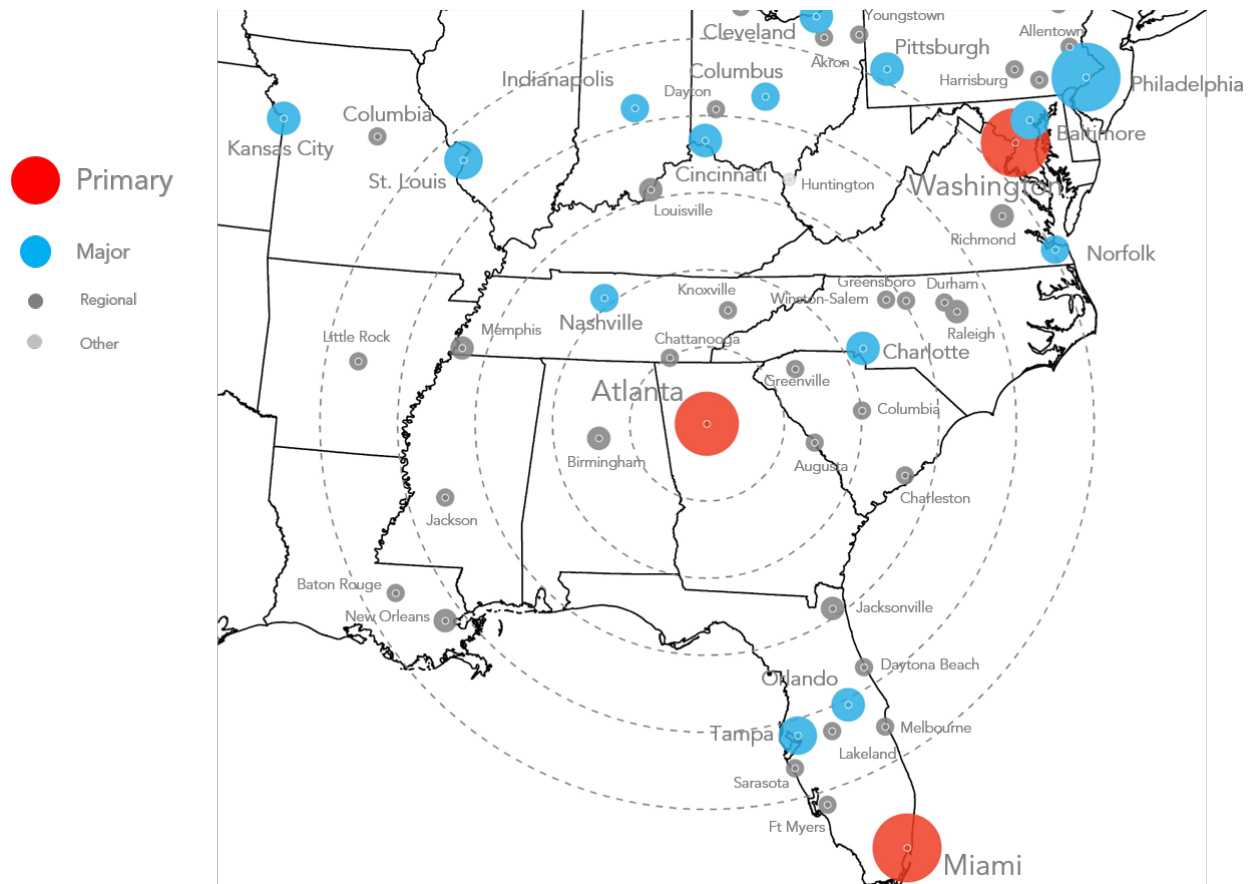 Youngstown
Cleveland
Allentown
Akron
Pittsburgh
Indianapolis
Columbus
Harrisburg
Philadelphia
Dayton
Columbia
Baltimore
Kansas City
Primary
St. Louis
Cincinnati
Huntington
Washington
Louisville
Richmond
Major
Norfolk
Greensboro
Durham
Knoxville
Winston-Salem
Regional
Nashville
Raleigh
Memphis
Little Rock
Chattanooga
Other
Charlotte
Greenville
Atlanta
Columbia
Birmingham
Augusta
Charleston
Jackson
Baton Rouge
New Orleans
Jacksonville
Daytona Beach
Orlando
Melbourne
Tampa
Lakeland
Sarasota
Ft Myers
Miami